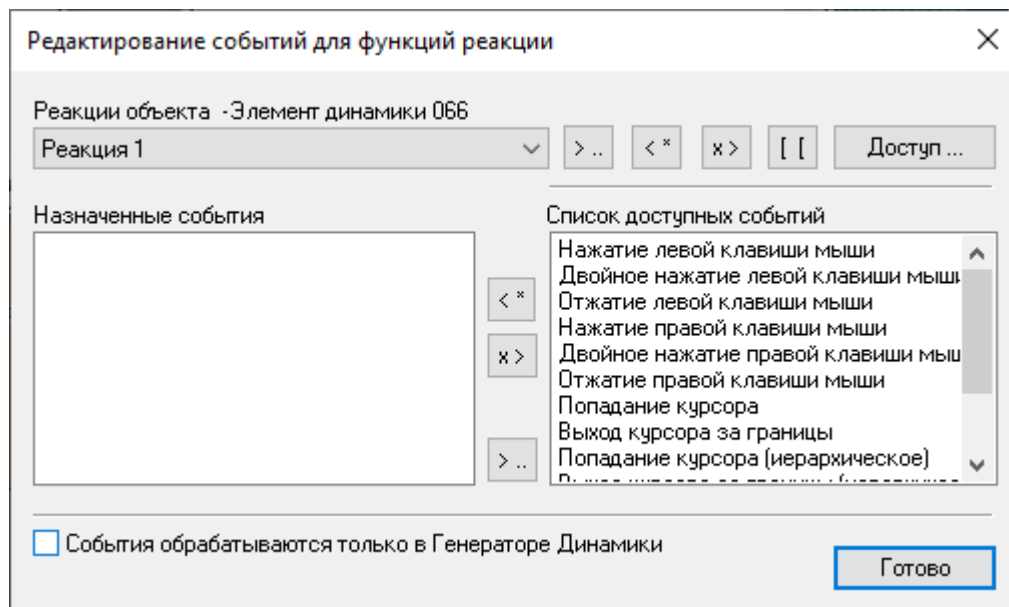 Редактирование событий для функций реакции
Реакции объекта -Элемент динамики 066
Реакция 1
> ..
< *
x >
[ [
Доступ ...
Назначенные события
Список доступных событий
Нажатие левой клавиши мыши
Двойное нажатие левой клавиши мыши
Отжатие левой клавиши мыши
Нажатие правой клавиши мыши
Двойное нажатие правой клавиши мыш
Отжатие правой клавиши мыши
Попадание курсора
Выход курсора за границы
Попадание курсора (иерархическое)
< *
x >
> ..
События обрабатываются только в Генераторе Динамики
Готово